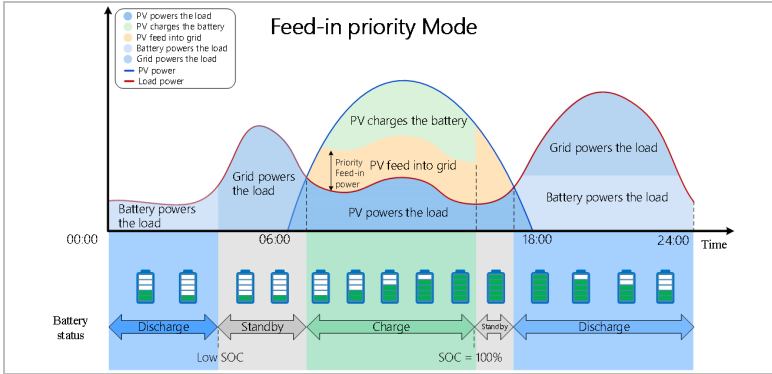 Feed-in priority Mode
PV powers the load
PV charges the battery
PV feed into grid
Battery powers the load
Grid powers the load
PV power
Load power
PV charges the battery
Priority
Feed-in
power
PV feed into grid
Grid powers
the load
Grid powers the load
Battery powers
the load
PV powers the load
Battery powers the load
00:00
06:00
18:00
24:00
Time
Battery
status
Discharge
Standby
Charge
Standby
Discharge
Low SOC
SOC = 100%